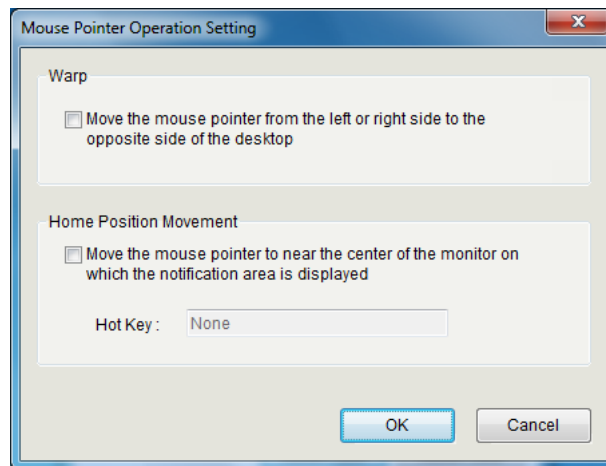 Mouse Pointer Operation Setting
Warp
Move the mouse pointer from the left or right side to the
opposite side of the desktop
Home Position Movement
Move the mouse pointer to near the center of the monitor on
which the notification area is displayed
Hot Key : None
OK Cancel